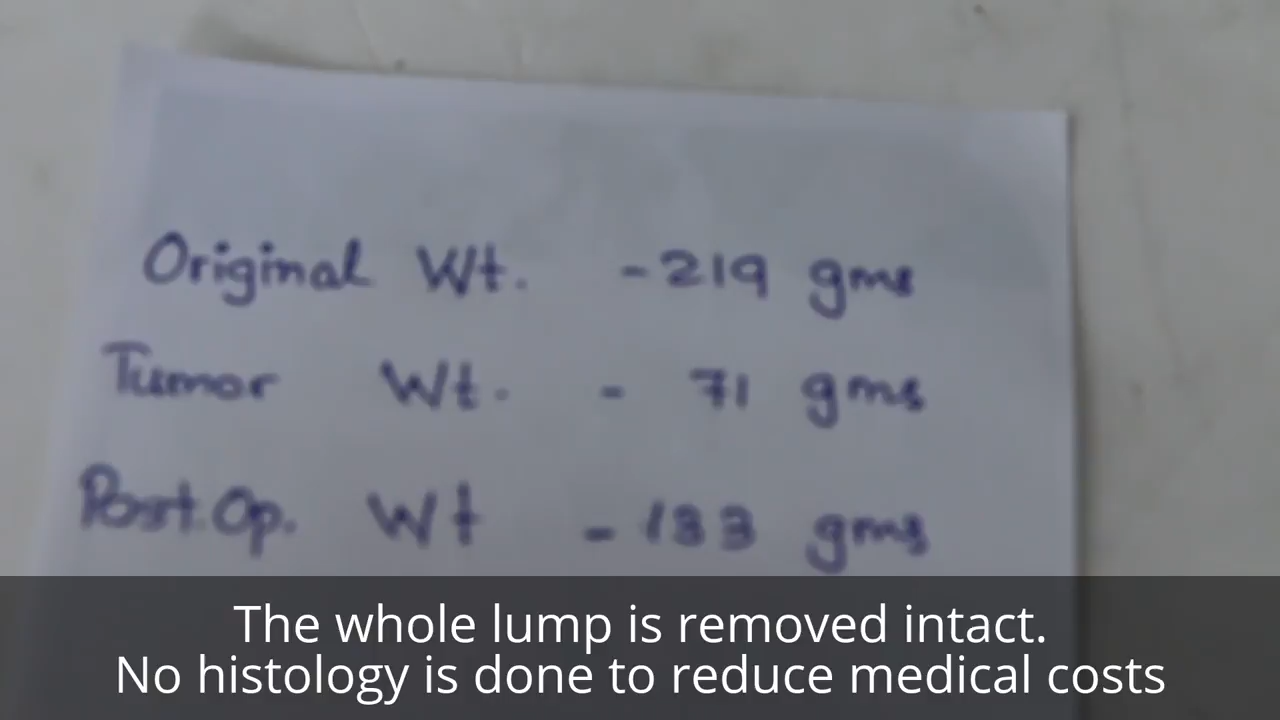 Original Wt. - 219 gms
Tumor Wt. - 71 gms
Post.Op. Wt - 133 gms
The whole lump is removed intact.
No histology is done to reduce medical costs